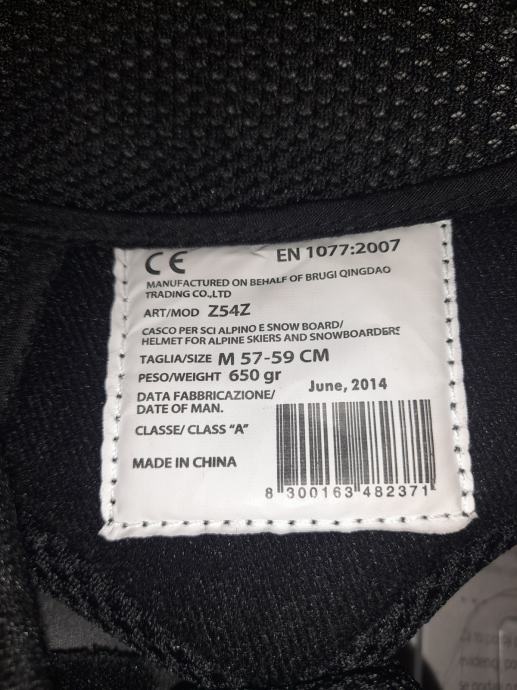 CE EN 1077:2007
MANUFACTURED ON BEHALF OF BRUGI QINGDAO
TRADING CO.,LTD
ART/MOD Z54Z
CASCO PER SCI ALPINO E SNOW BOARD/
HELMET FOR ALPINE SKIERS AND SNOWBOARDERS
TAGLIA/SIZE M 57-59 CM
PESO/WEIGHT 650 gr
DATA FABBRICAZIONE/ June, 2014
DATE OF MAN.
CLASSE/ CLASS “A”
MADE IN CHINA
8 300163 482371